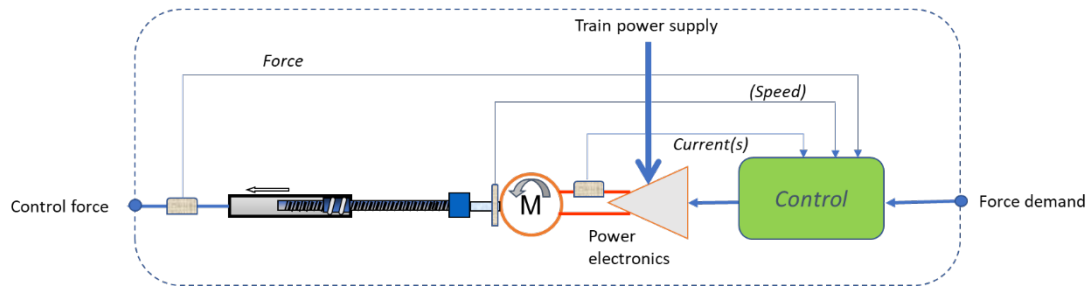 Train power supply
Force
(Speed)
Current(s)
Control force
M
Control
Force demand
Power
electronics